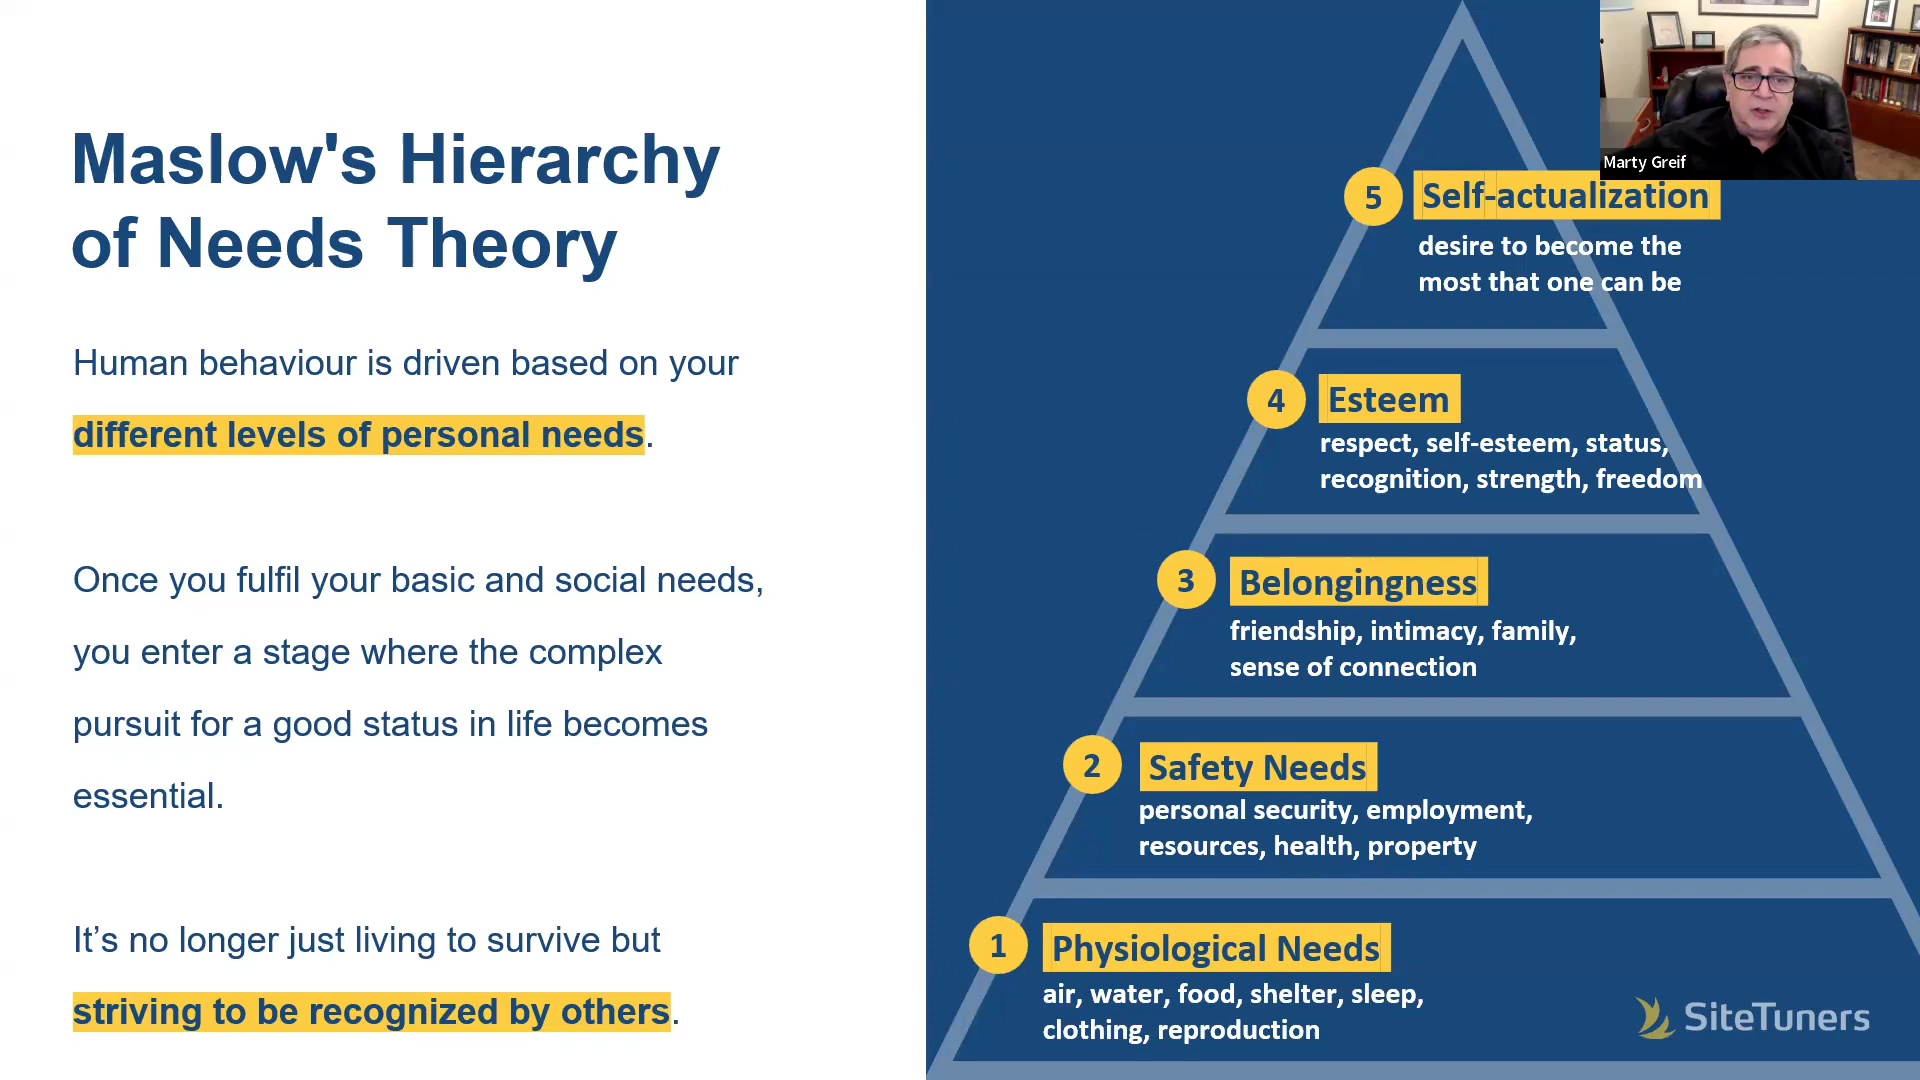 Maslow's Hierarchy
of Needs Theory
Human behaviour is driven based on your
different levels of personal needs.
Once you fulfil your basic and social needs,
you enter a stage where the complex
pursuit for a good status in life becomes
essential.
It’s no longer just living to survive but
striving to be recognized by others.
Marty Greif
5
Self-actualization
desire to become the
most that one can be
4
Esteem
respect, self-esteem, status,
recognition, strength, freedom
3
Belongingness
friendship, intimacy, family,
sense of connection
2
Safety Needs
personal security, employment,
resources, health, property
1
Physiological Needs
air, water, food, shelter, sleep,
clothing, reproduction
SiteTuners